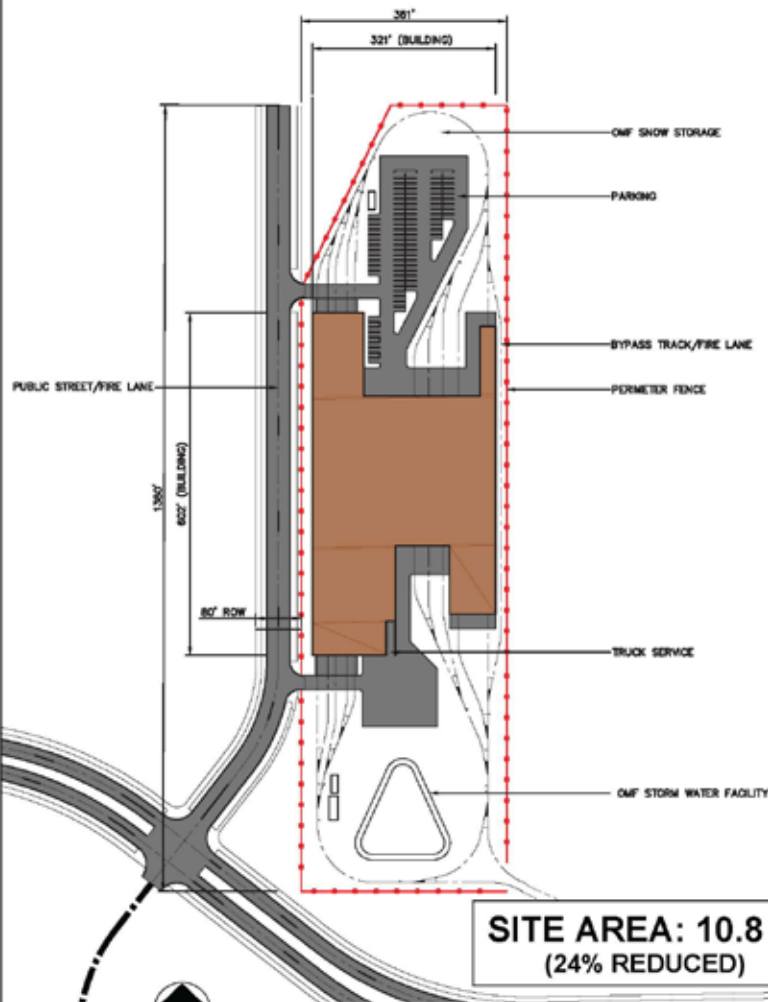 361'
321' (BUILDING)
OMF SNOW STORAGE
PARKING
BYPASS TRACK/FIRE LANE
PUBLIC STREET/FIRE LANE
PERIMETER FENCE
602' (BUILDING)
80' ROW
TRUCK SERVICE
OMF STORM WATER FACILITY
SITE AREA: 10.8
(24% REDUCED)